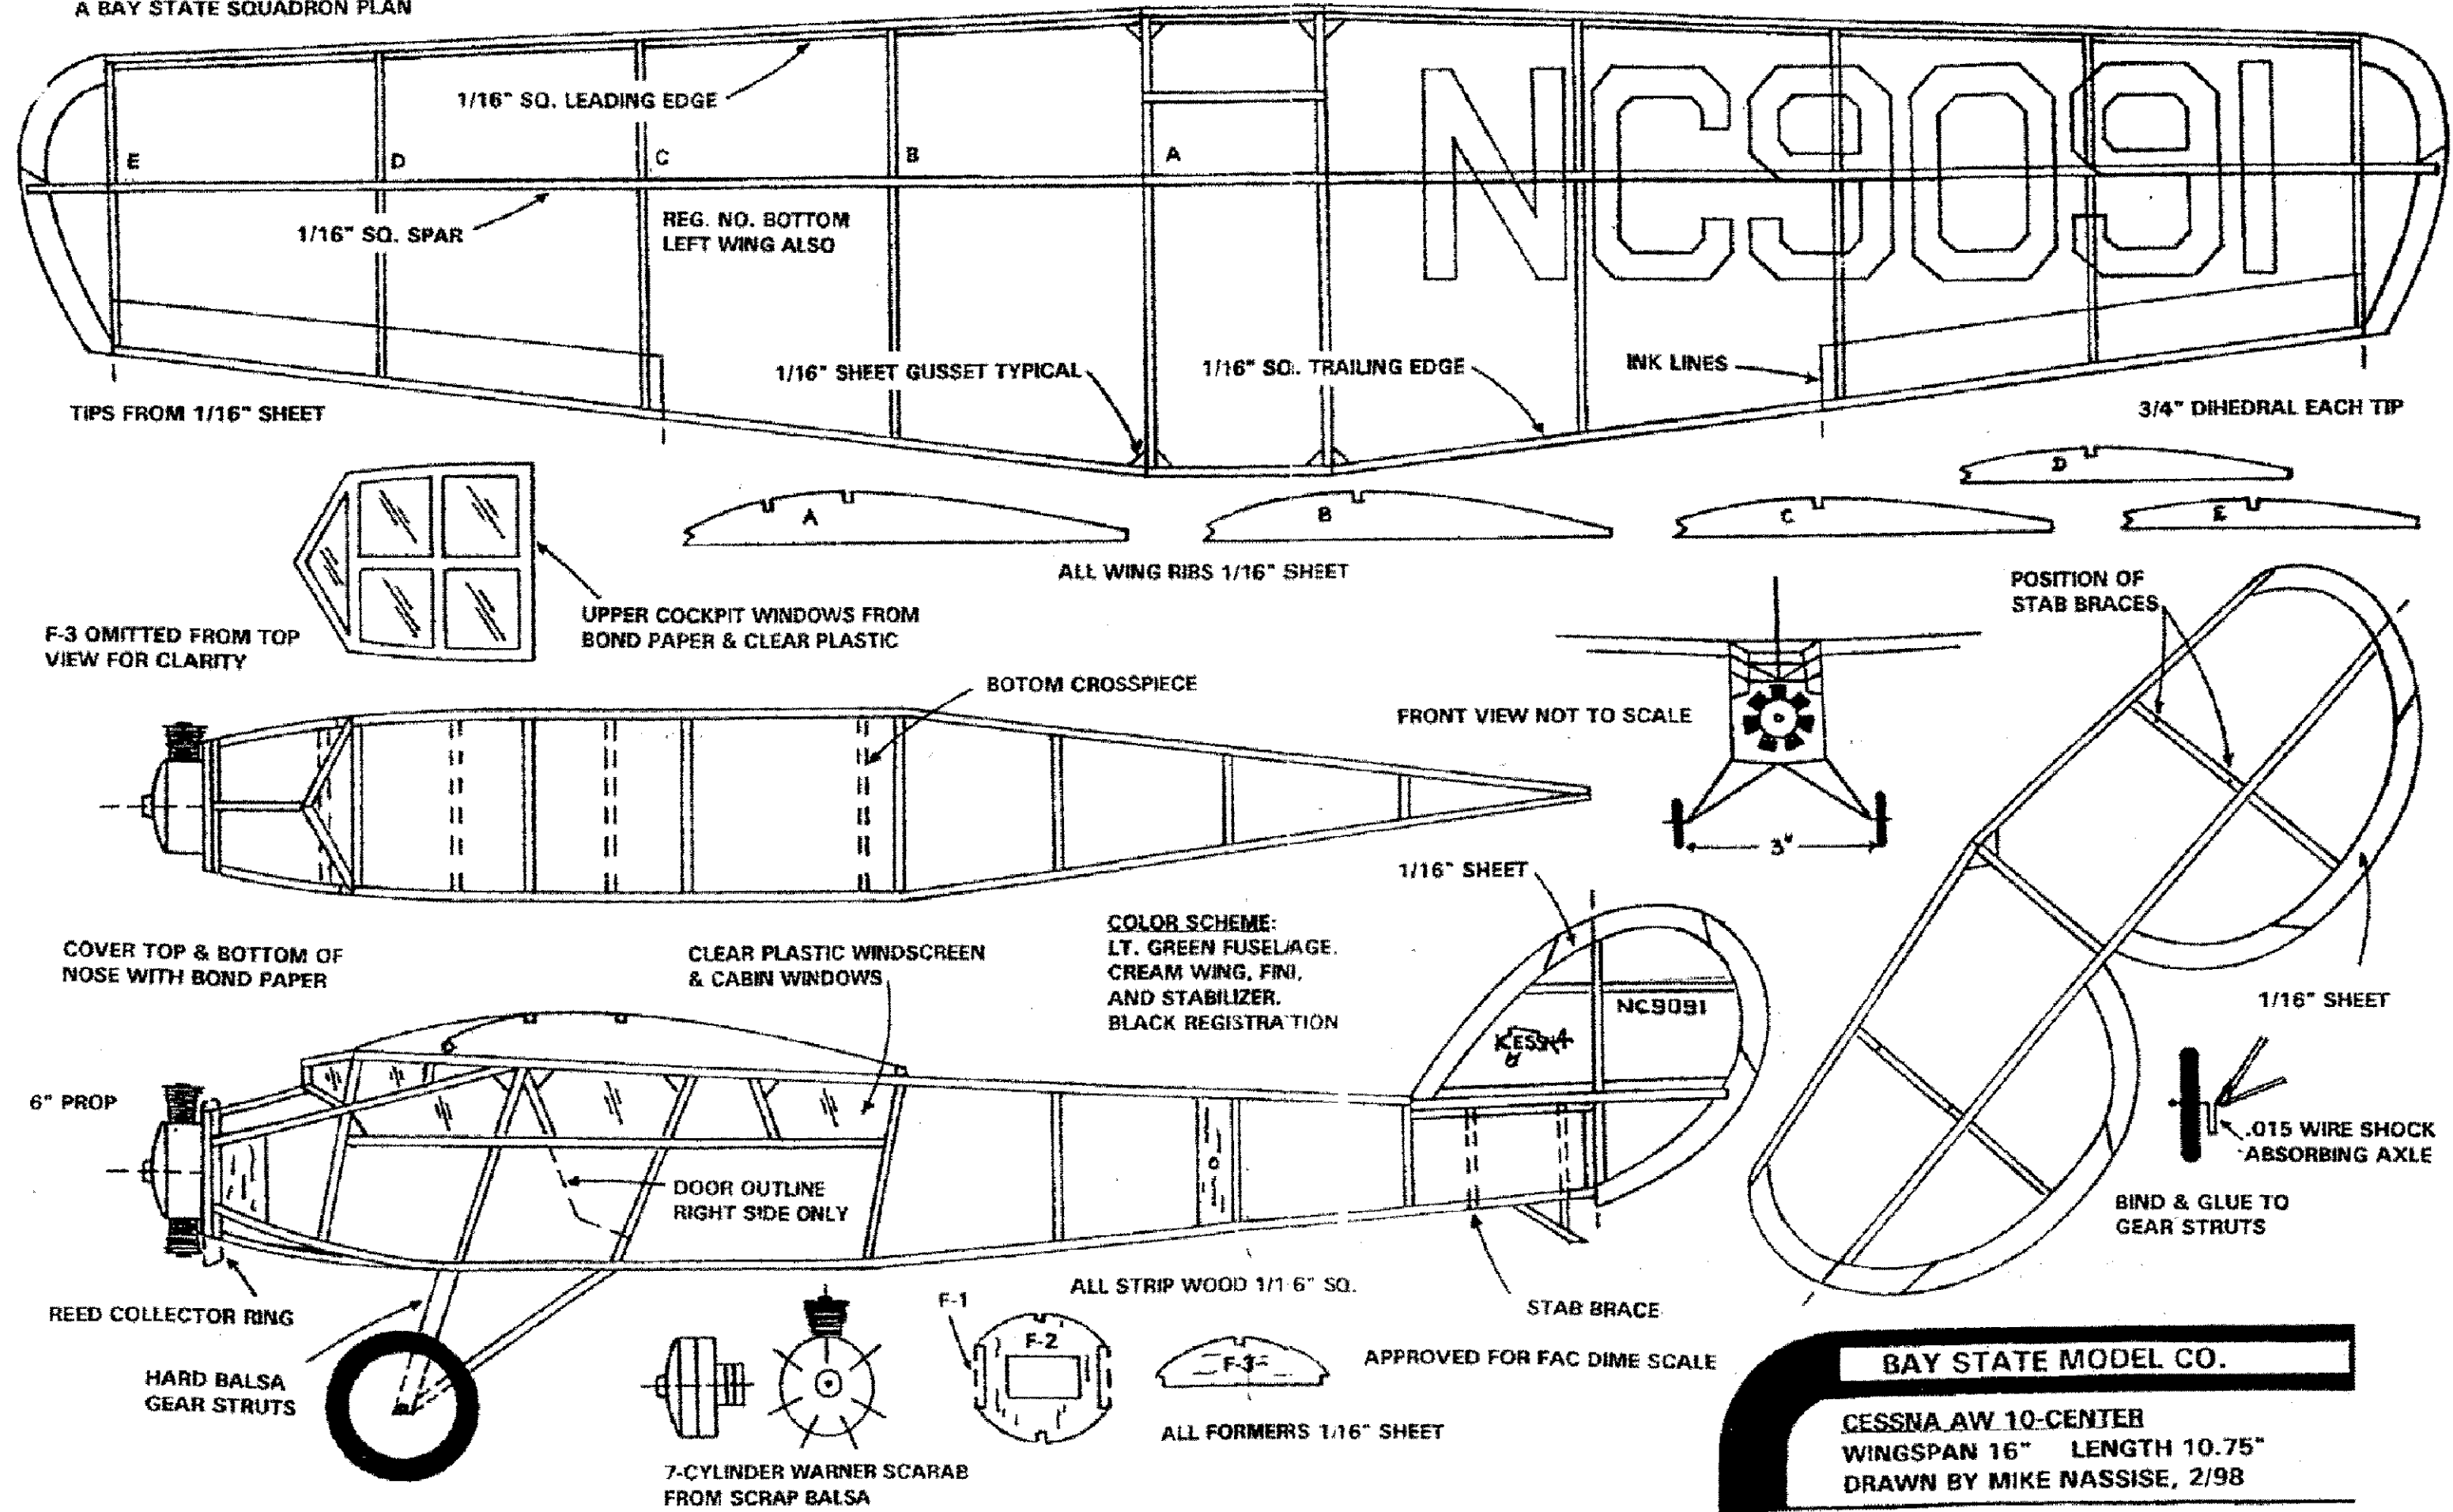 A BAY STATE SQUADRON PLAN
1/16" SQ. LEADING EDGE
NC9091
E
D
C
B
A
1/16" SQ. SPAR
REG. NO. BOTTOM
LEFT WING ALSO
1/16" SHEET GUSSET TYPICAL
1/16" SQ. TRAILING EDGE
INK LINES
TIPS FROM 1/16" SHEET
3/4" DIHEDRAL EACH TIP
D
A
B
C
E
ALL WING RIBS 1/16" SHEET
POSITION OF
STAB BRACES
UPPER COCKPIT WINDOWS FROM
BOND PAPER & CLEAR PLASTIC
F-3 OMITTED FROM TOP
VIEW FOR CLARITY
BOTOM CROSSPIECE
FRONT VIEW NOT TO SCALE
3"
1/16" SHEET
COLOR SCHEME:
LT. GREEN FUSELAGE.
CREAM WING, FINI,
AND STABILIZER.
BLACK REGISTRATION
COVER TOP & BOTTOM OF
NOSE WITH BOND PAPER
CLEAR PLASTIC WINDSCREEN
& CABIN WINDOWS
1/16" SHEET
NC9091
CESSNA
6" PROP
.015 WIRE SHOCK
ABSORBING AXLE
DOOR OUTLINE
RIGHT SIDE ONLY
BIND & GLUE TO
GEAR STRUTS
ALL STRIP WOOD 1/16" SQ.
STAB BRACE
REED COLLECTOR RING
F-1
F-2
F-3
APPROVED FOR FAC DIME SCALE
HARD BALSA
GEAR STRUTS
ALL FORMERS 1/16" SHEET
7-CYLINDER WARNER SCARAB
FROM SCRAP BALSA
BAY STATE MODEL CO.
CESSNA AW 10-CENTER
WINGSPAN 16" LENGTH 10.75"
DRAWN BY MIKE NASSISE, 2/98